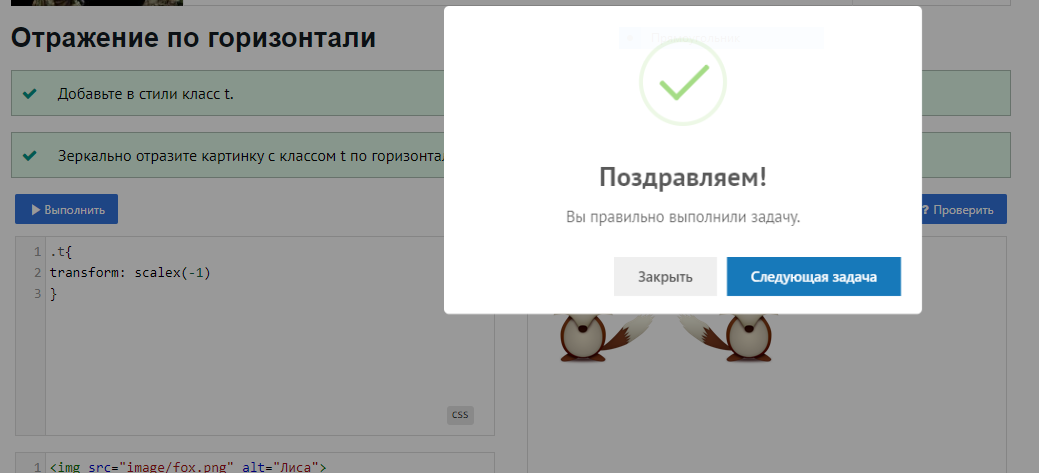 Отражение по горизонтали
Добавьте в стили класс t.
Зеркально отразите картинку с классом t по горизонта
Выполнить
? Проверить
1 .t{
2 transform: scalex(-1)
3 }
css
1 <img src="image/fox.png" alt="Лиса">
Поздравляем!
Вы правильно выполнили задачу.
Закрыть
Следующая задача